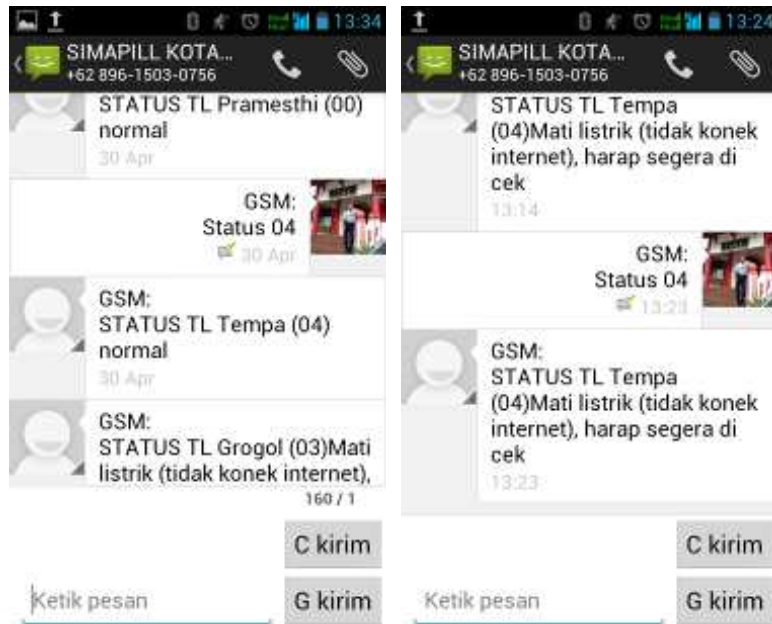 13:34
SIMAPILL KOTA...
+62 896-1503-0756
STATUS TL Pramesthi (00)
normal
30 Apr
GSM:
Status 04
30 Apr
GSM:
STATUS TL Tempa (04)
normal
30 Apr
GSM:
STATUS TL Grogol (03)Mati
listrik (tidak konek internet),
160 / 1
C kirim
Ketik pesan
G kirim
13:24
SIMAPILL KOTA...
+62 896-1503-0756
STATUS TL Tempa
(04)Mati listrik (tidak konek
internet), harap segera di
cek
13:14
GSM:
Status 04
13:23
GSM:
STATUS TL Tempa
(04)Mati listrik (tidak konek
internet), harap segera di
cek
13:23
C kirim
Ketik pesan
G kirim